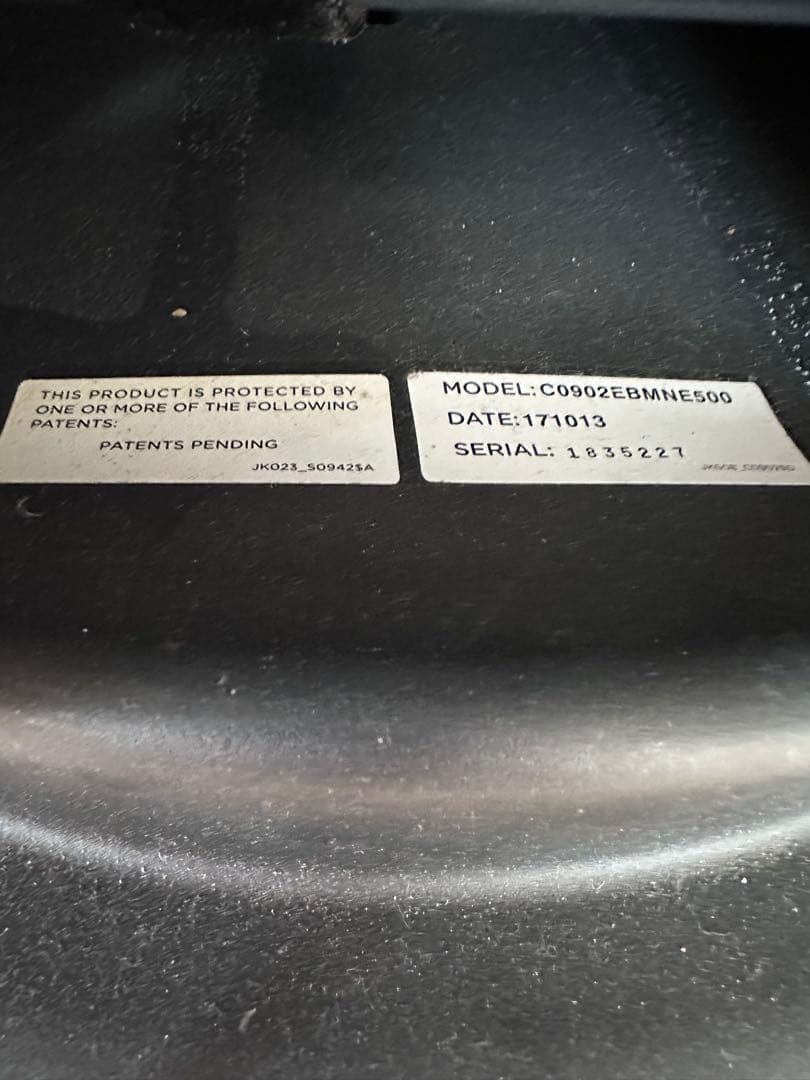 THIS PRODUCT IS PROTECTED BY
ONE OR MORE OF THE FOLLOWING
PATENTS:
PATENTS PENDING
JK023_S0942$A
MODEL:C0902EBMNE500
DATE:171013
SERIAL: 1835227